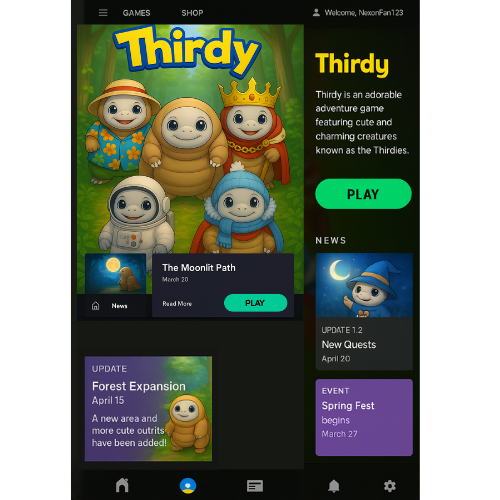 GAMES
SHOP
Welcome, NexonFan123
Thirdy
The Moonlit Path
March 20
Read More
PLAY
News
UPDATE
Forest Expansion
April 15
A new area and
more cute outrits
have been added!
Thirdy
Thirdy is an adorable
adventure game
featuring cute and
charming creatures
known as the Thirdies.
PLAY
NEWS
UPDATE 1.2
New Quests
April 20
EVENT
Spring Fest
begins
March 27